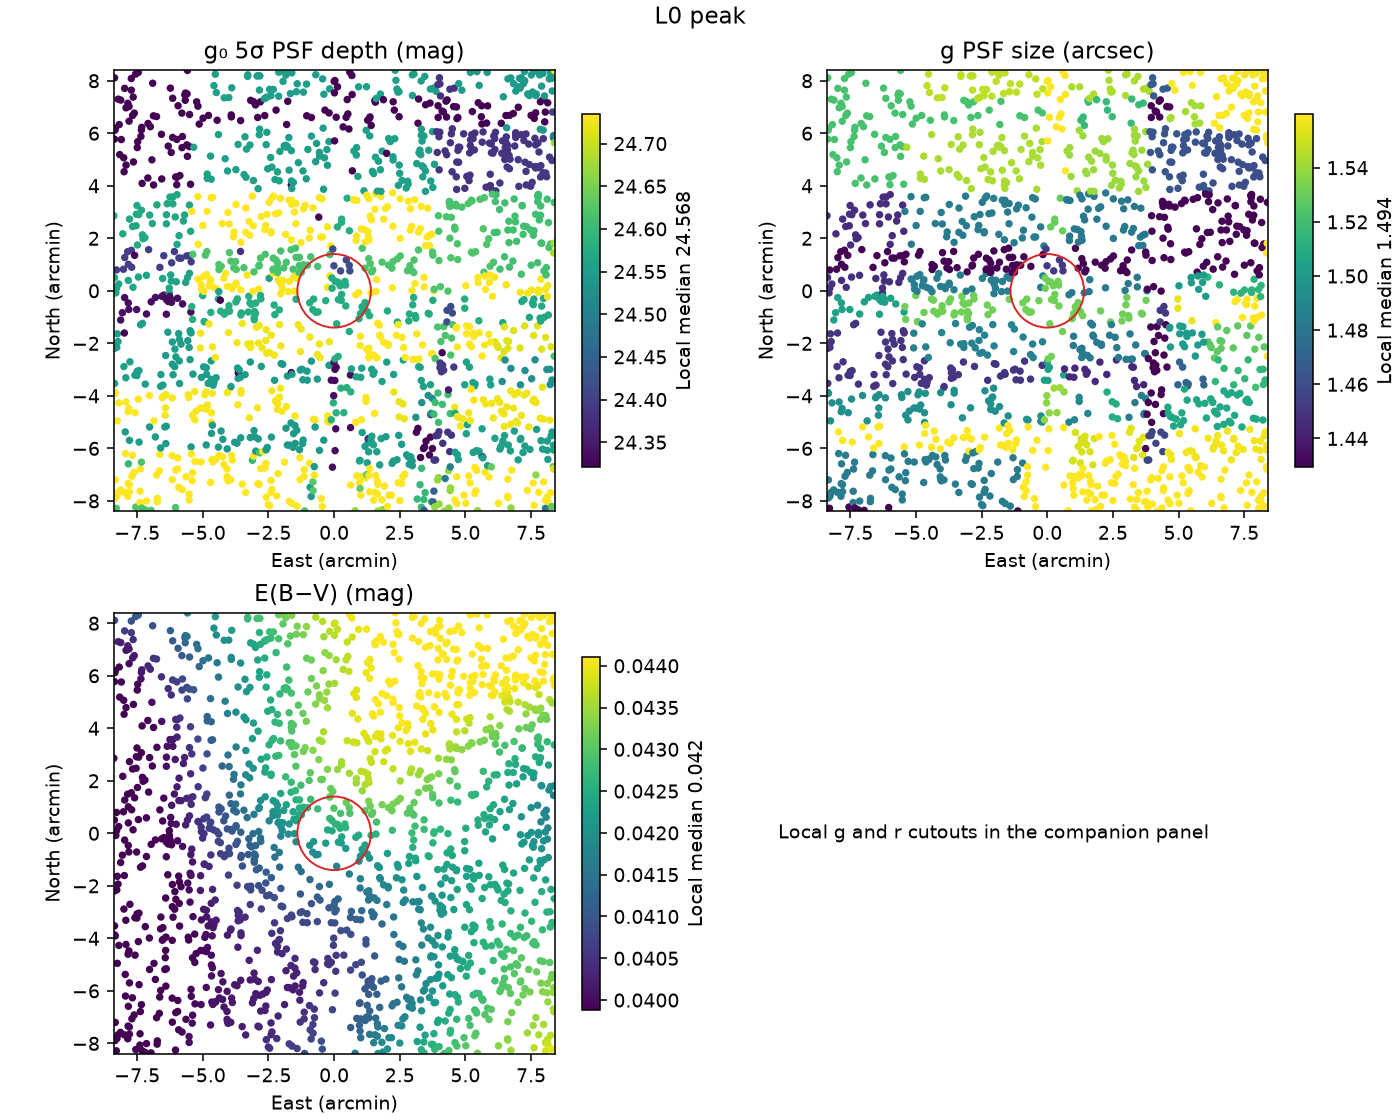 L0 peak
g₀ 5σ PSF depth (mag)
g PSF size (arcsec)
8
6
4
2
0
−2
−4
−6
−8
North (arcmin)
−7.5 −5.0 −2.5 0.0 2.5 5.0 7.5
East (arcmin)
24.70
24.65
24.60
24.55
24.50
24.45
24.40
24.35
Local median 24.568
8
6
4
2
0
−2
−4
−6
−8
North (arcmin)
−7.5 −5.0 −2.5 0.0 2.5 5.0 7.5
East (arcmin)
1.54
1.52
1.50
1.48
1.46
1.44
Local median 1.494
E(B−V) (mag)
8
6
4
2
0
−2
−4
−6
−8
North (arcmin)
−7.5 −5.0 −2.5 0.0 2.5 5.0 7.5
East (arcmin)
0.0440
0.0435
0.0430
0.0425
0.0420
0.0415
0.0410
0.0405
0.0400
Local median 0.042
Local g and r cutouts in the companion panel